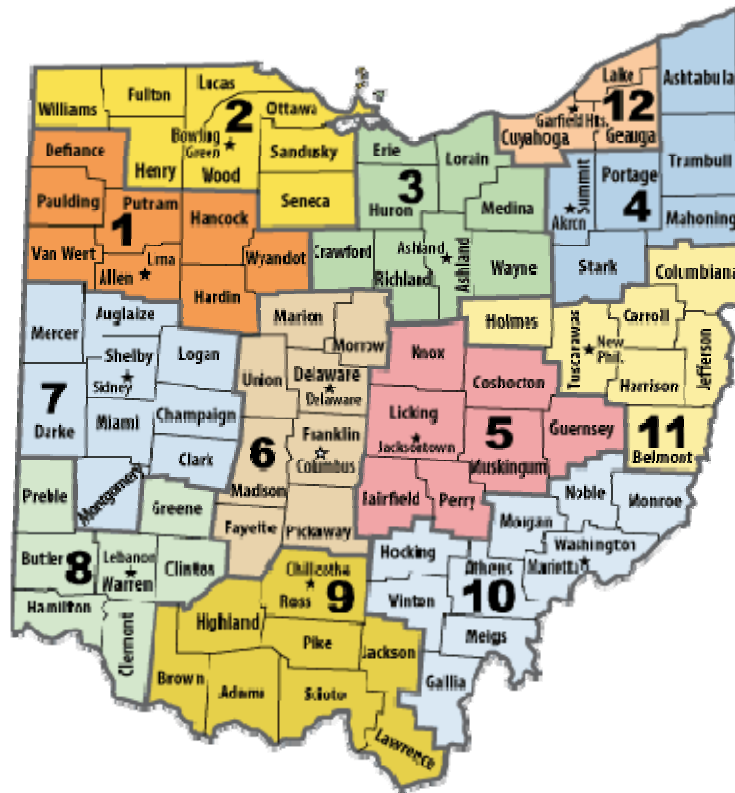 Williams
Fulton
Lucas
Ottawa
2
Bowling
Green
Henry
Wood
Sandusky
Seneca
Defiance
Paulding
Putnam
Hancock
1
Van Wert
Lima
Allen
Wyandot
Hardin
Erie
Lorain
3
Huron
Medina
Crawford
Ashland
Richland
Ashland
Wayne
Lake
12
Garfield Hts.
Cuyahoga
Geauga
Ashtabula
Summit
Portage
Trumbull
4
Akron
Mahoning
Stark
Columbiana
Mercer
Auglaize
Shelby
Logan
Sidney
7
Darke
Miami
Champaign
Clark
Montgomery
Marion
Morrow
Union
Delaware
Delaware
Franklin
6
Columbus
Madison
Fayette
Pickaway
Knox
Coshocton
Licking
Jacksontown
5
Guernsey
Muskingum
Fairfield
Perry
Holmes
Tuscarawas
Carroll
New
Phil.
Jefferson
Harrison
11
Belmont
Preble
Greene
Butler
8
Lebanon
Warren
Clinton
Hamilton
Clermont
Chillicothe
Ross
9
Highland
Pike
Jackson
Brown
Adams
Scioto
Lawrence
Noble
Monroe
Morgan
Washington
Hocking
Athens
Marietta
Vinton
10
Meigs
Gallia